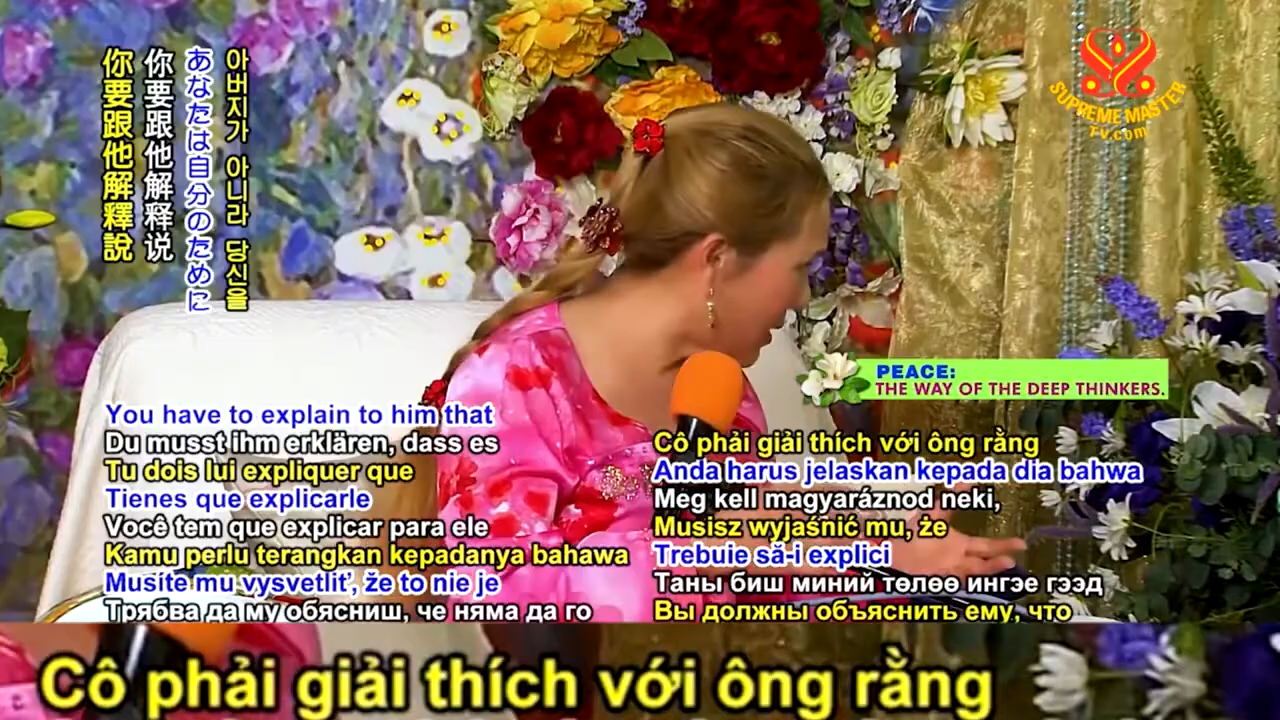 아버지가 아니라 당신을
あなたは自分のために
你要跟他解释说
你要跟他解釋說
SUPREME MASTER
TV.com
PEACE:
THE WAY OF THE DEEP THINKERS.
You have to explain to him that
Du musst ihm erklären, dass es
Tu dois lui expliquer que
Tienes que explicarle
Você tem que explicar para ele
Kamu perlu terangkan kepadanya bahawa
Musíte mu vysvetliť, že to nie je
Трябва да му обясниш, че няма да го
Cô phải giải thích với ông rằng
Anda harus jelaskan kepada dia bahwa
Meg kell magyaráznod neki,
Musisz wyjaśnić mu, że
Trebuie să-i explici
Таны биш миний төлөө ингэе гээд
Вы должны объяснить ему, что
Cô phải giải thích với ông rằng